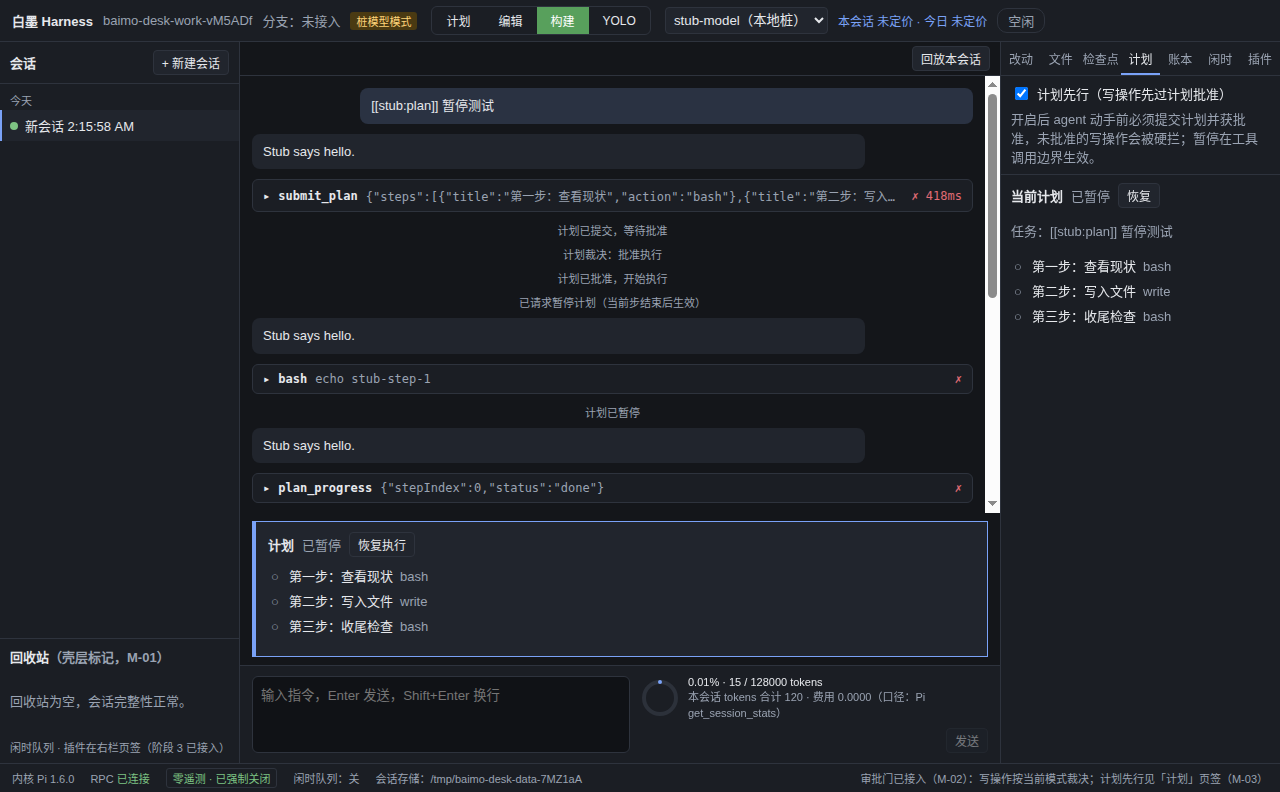 白墨 Harness baimo-desk-work-vM5ADf 分支：未接入 桩模型模式 计划 编辑 构建 YOLO stub-model（本地桩） 本会话 未定价 · 今日 未定价 空闲
会话 + 新建会话
今天
新会话 2:15:58 AM
回收站（壳层标记，M-01）
回收站为空，会话完整性正常。
闲时队列 · 插件在右栏页签（阶段 3 已接入）
回放本会话
[[stub:plan]] 暂停测试
Stub says hello.
▸ submit_plan {"steps":[{"title":"第一步：查看现状","action":"bash"},{"title":"第二步：写入… ✗ 418ms
计划已提交，等待批准
计划裁决：批准执行
计划已批准，开始执行
已请求暂停计划（当前步结束后生效）
Stub says hello.
▸ bash echo stub-step-1 ✗
计划已暂停
Stub says hello.
▸ plan_progress {"stepIndex":0,"status":"done"} ✗
计划 已暂停 恢复执行
○ 第一步：查看现状 bash
○ 第二步：写入文件 write
○ 第三步：收尾检查 bash
输入指令，Enter 发送，Shift+Enter 换行
0.01% · 15 / 128000 tokens
本会话 tokens 合计 120 · 费用 0.0000（口径：Pi
get_session_stats）
发送
改动 文件 检查点 计划 账本 闲时 插件
计划先行（写操作先过计划批准）
开启后 agent 动手前必须提交计划并获批
准，未批准的写操作会被硬拦；暂停在工具
调用边界生效。
当前计划 已暂停 恢复
任务：[[stub:plan]] 暂停测试
○ 第一步：查看现状 bash
○ 第二步：写入文件 write
○ 第三步：收尾检查 bash
内核 Pi 1.6.0 RPC 已连接 零遥测 · 已强制关闭 闲时队列：关 会话存储：/tmp/baimo-desk-data-7MZ1aA 审批门已接入（M-02）：写操作按当前模式裁决；计划先行见「计划」页签（M-03）